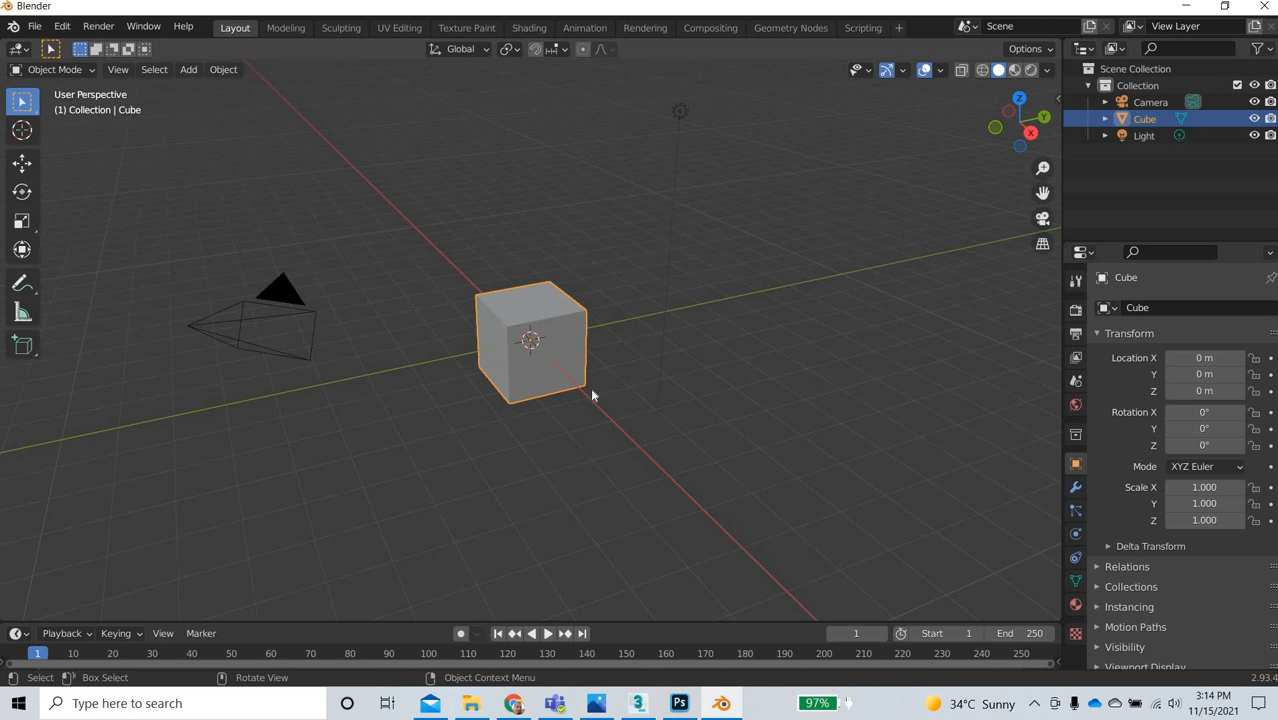 Blender
File Edit Render Window Help Layout Modeling Sculpting UV Editing Texture Paint Shading Animation Rendering Compositing Geometry Nodes Scripting + Scene View Layer
Global Options
Object Mode View Select Add Object
User Perspective
(1) Collection | Cube
Z
Y
X
Scene Collection
Collection
Camera
Cube
Light
Cube
Cube
Transform
Location X 0 m
Y 0 m
Z 0 m
Rotation X 0°
Y 0°
Z 0°
Mode XYZ Euler
Scale X 1.000
Y 1.000
Z 1.000
Delta Transform
Relations
Collections
Instancing
Motion Paths
Visibility
Viewport Display
Playback Keying View Marker 1 Start 1 End 250
1 10 20 30 40 50 60 70 80 90 100 110 120 130 140 150 160 170 180 190 200 210 220 230 240 250
Select Box Select Rotate View Object Context Menu 2.93.4
Type here to search 3 Ps 97% 34°C Sunny 3:14 PM
11/15/2021